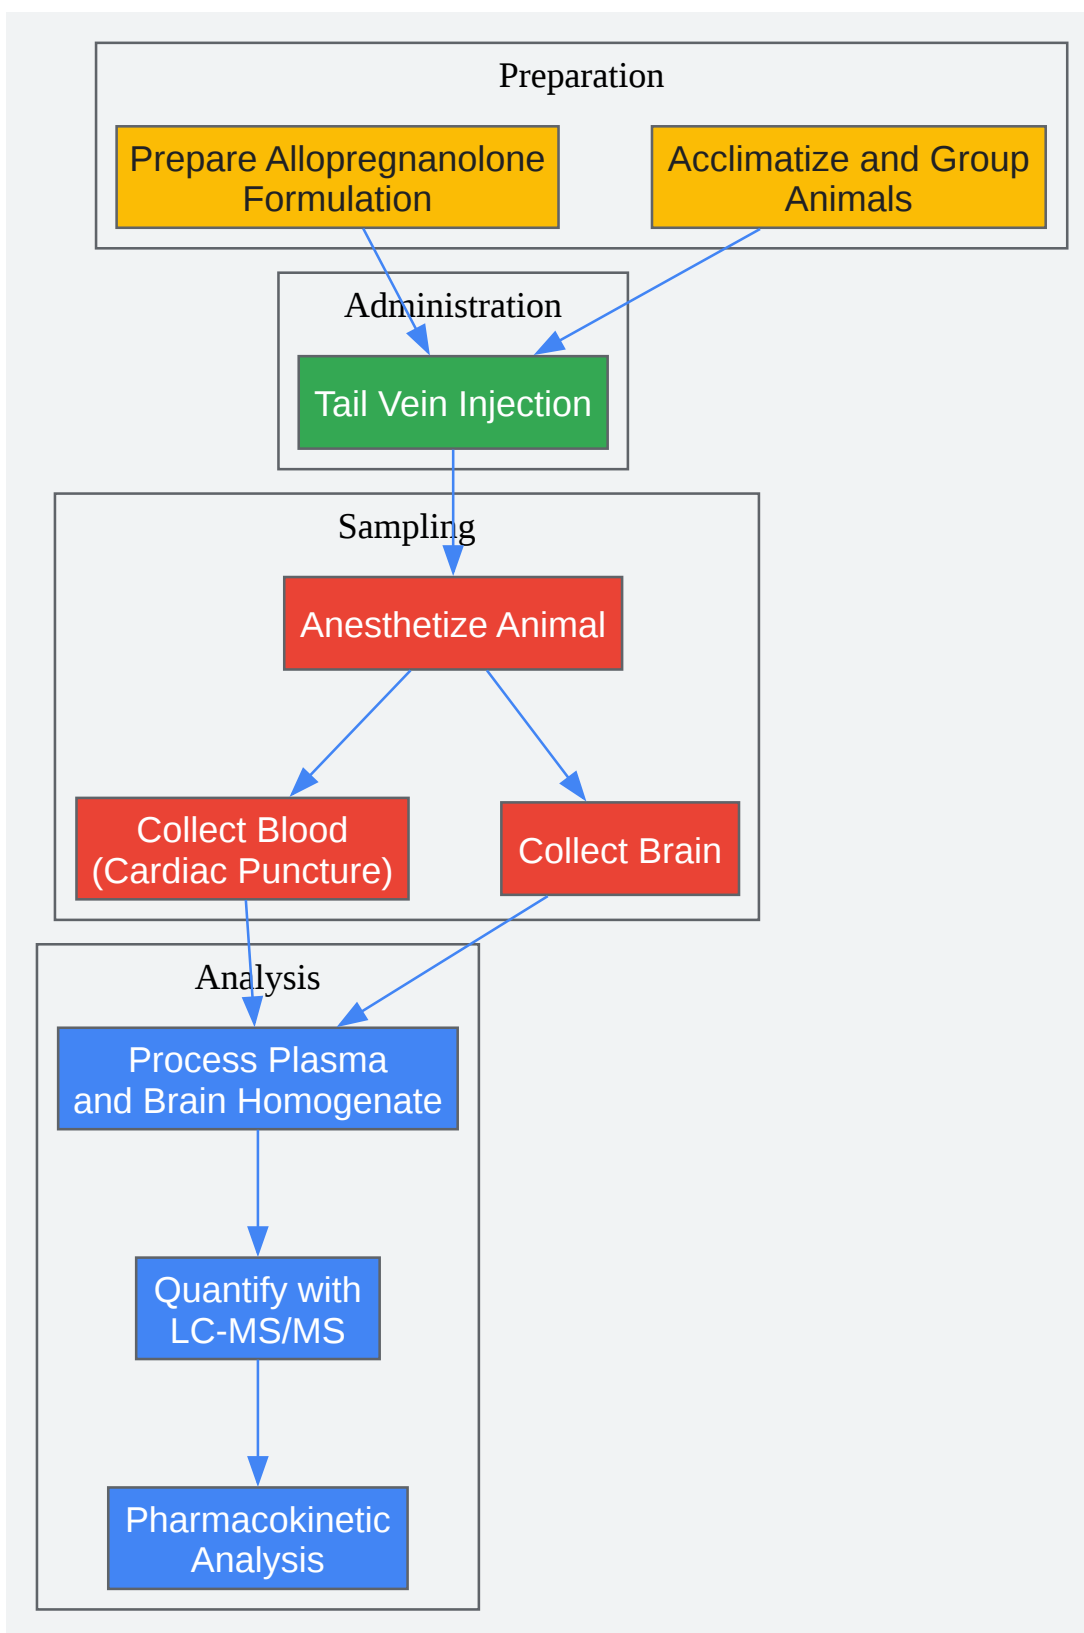 Preparation
Prepare Allopregnanolone
Formulation
Acclimatize and Group
Animals
Administration
Tail Vein Injection
Sampling
Anesthetize Animal
Collect Blood
(Cardiac Puncture)
Collect Brain
Analysis
Process Plasma
and Brain Homogenate
Quantify with
LC-MS/MS
Pharmacokinetic
Analysis